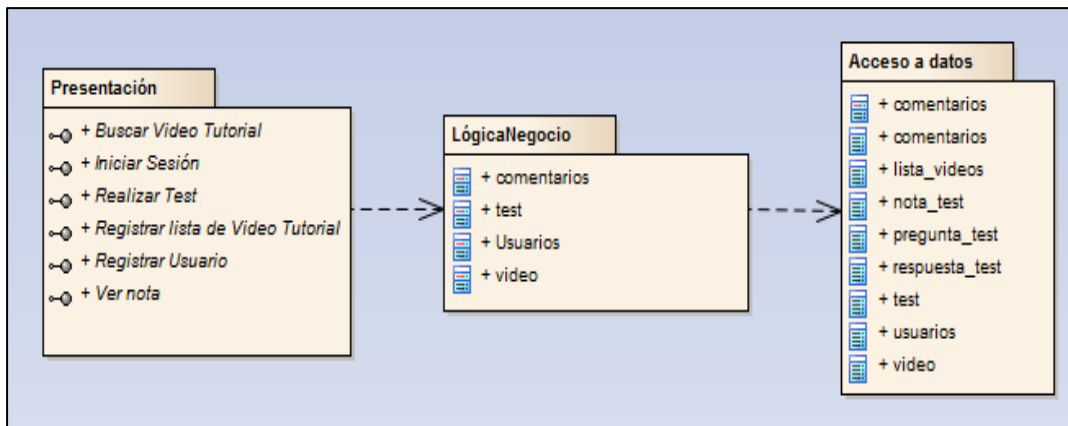 Presentación
+ Buscar Video Tutorial
+ Iniciar Sesión
+ Realizar Test
+ Registrar lista de Video Tutorial
+ Registrar Usuario
+ Ver nota
LógicaNegocio
+ comentarios
+ test
+ Usuarios
+ video
Acceso a datos
+ comentarios
+ comentarios
+ lista_videos
+ nota_test
+ pregunta_test
+ respuesta_test
+ test
+ usuarios
+ video